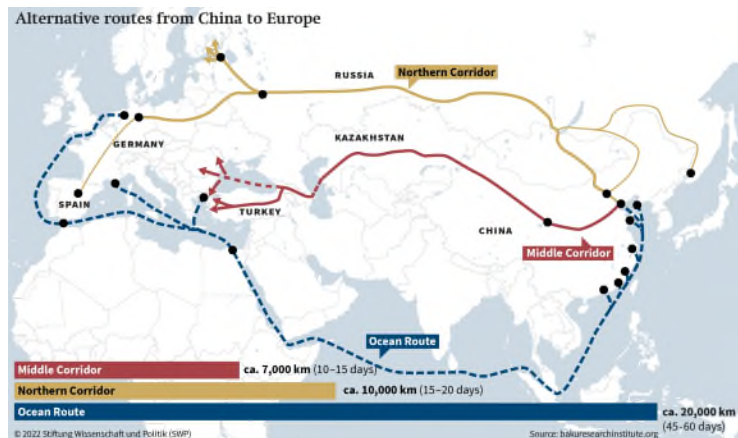 Alternative routes from China to Europe
RUSSIA
Northern Corridor
GERMANY
KAZAKHSTAN
SPAIN
TURKEY
CHINA
Middle Corridor
Ocean Route
Middle Corridor
ca. 7,000 km (10–15 days)
Northern Corridor
ca. 10,000 km (15–20 days)
Ocean Route
ca. 20,000 km
(45-60 days)
© 2022 Stiftung Wissenschaft und Politik (SWP)
Source: bakuresearchinstitute.org